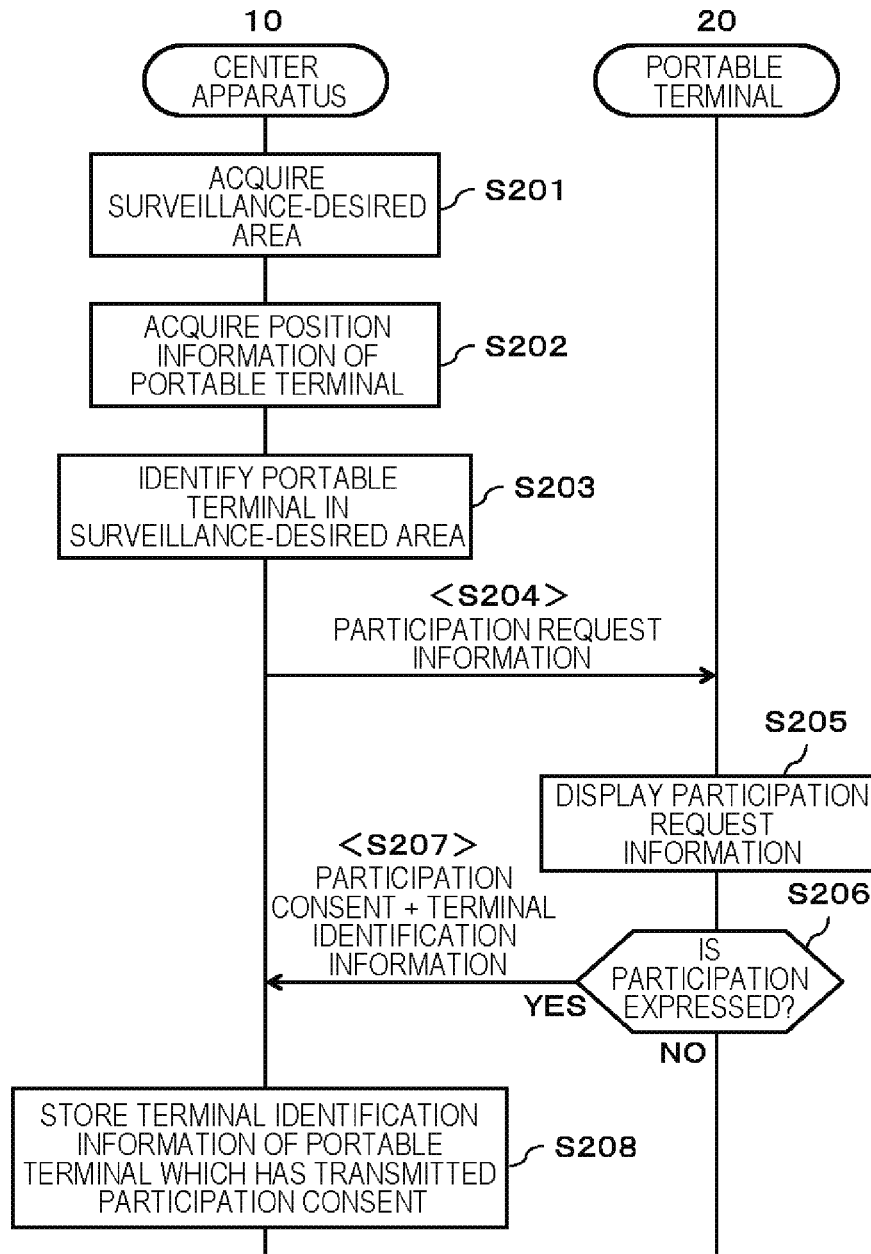 10
20
CENTER
APPARATUS
PORTABLE
TERMINAL
ACQUIRE
SURVEILLANCE-DESIRED
AREA
S201
ACQUIRE POSITION
INFORMATION OF
PORTABLE TERMINAL
S202
IDENTIFY PORTABLE
TERMINAL IN
SURVEILLANCE-DESIRED AREA
S203
<S204>
PARTICIPATION REQUEST
INFORMATION
S205
DISPLAY PARTICIPATION
REQUEST
INFORMATION
<S207>
PARTICIPATION
CONSENT + TERMINAL
IDENTIFICATION
INFORMATION
S206
IS
PARTICIPATION
EXPRESSED?
YES
NO
STORE TERMINAL IDENTIFICATION
INFORMATION OF PORTABLE
TERMINAL WHICH HAS TRANSMITTED
PARTICIPATION CONSENT
S208